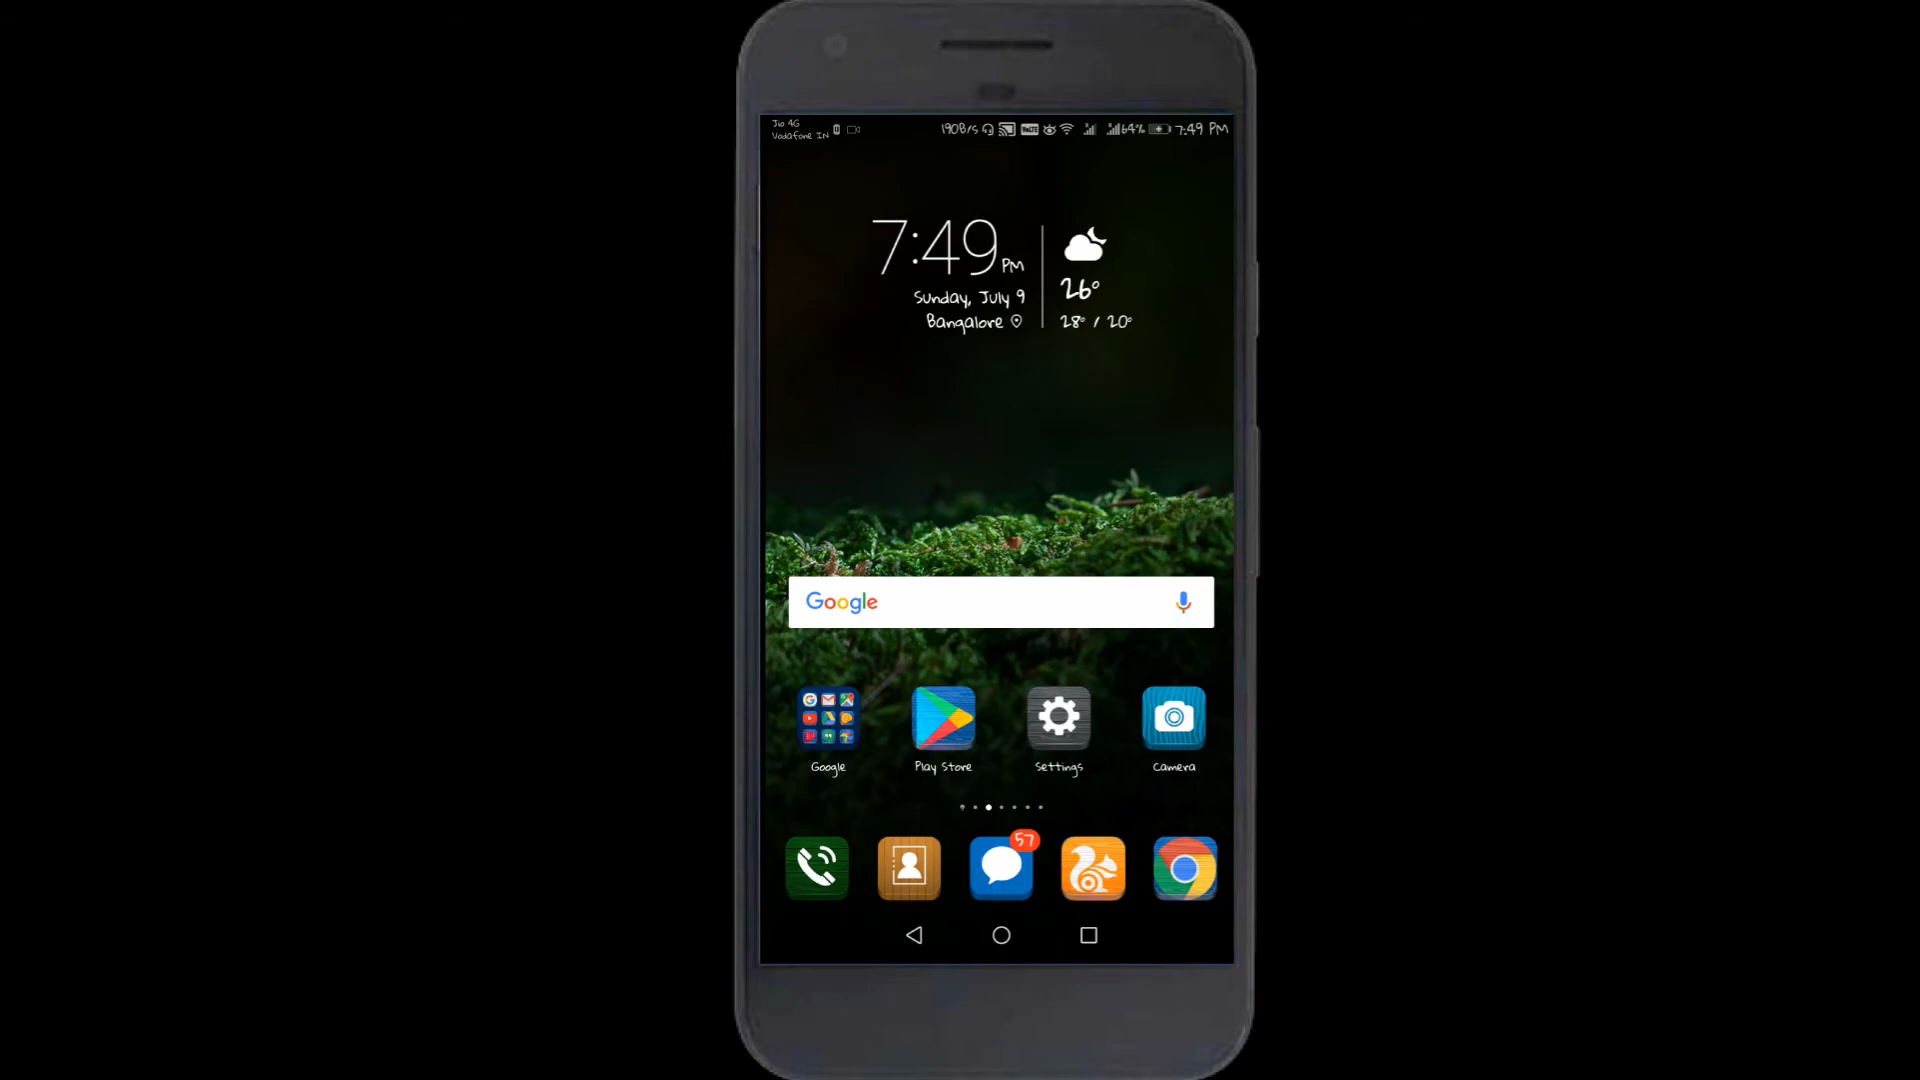 Jio 4G
Vodafone IN
190B/s VoLTE 64% 7:49 PM
7:49 PM
Sunday, July 9
Bangalore
26°
28° / 20°
Google
Google Play Store Settings Camera
57